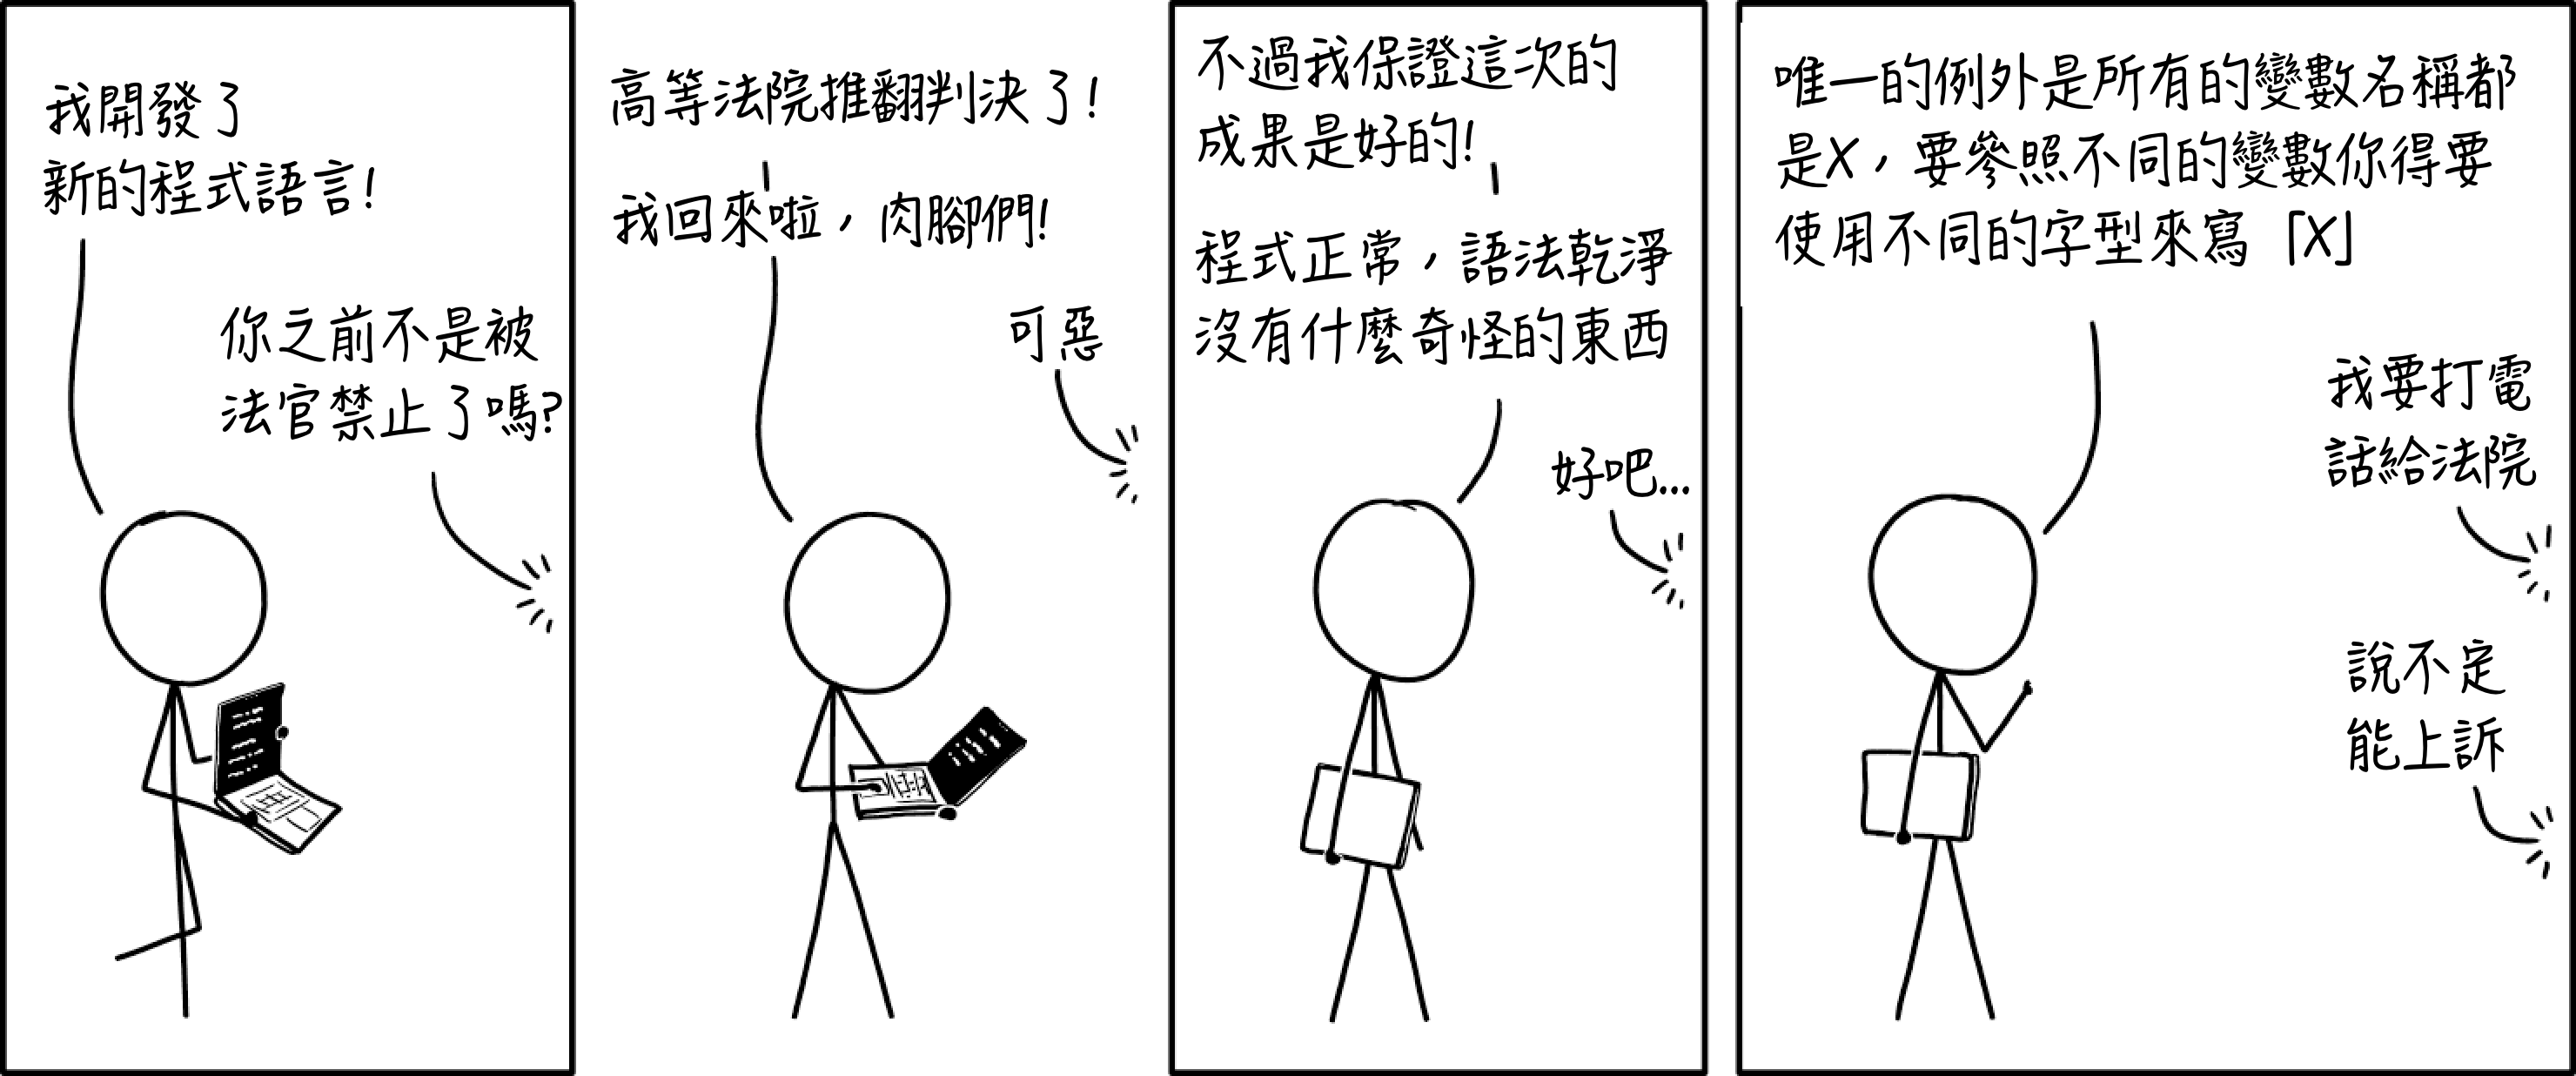 我開發了
新的程式語言!
你之前不是被
法官禁止了嗎?
高等法院推翻判決了!
我回來啦，肉腳們!
可惡
不過我保證這次的
成果是好的!
程式正常，語法乾淨
沒有什麼奇怪的東西
好吧...
唯一的例外是所有的變數名稱都
是X，要參照不同的變數你得要
使用不同的字型來寫「X」
我要打電
話給法院
說不定
能上訴